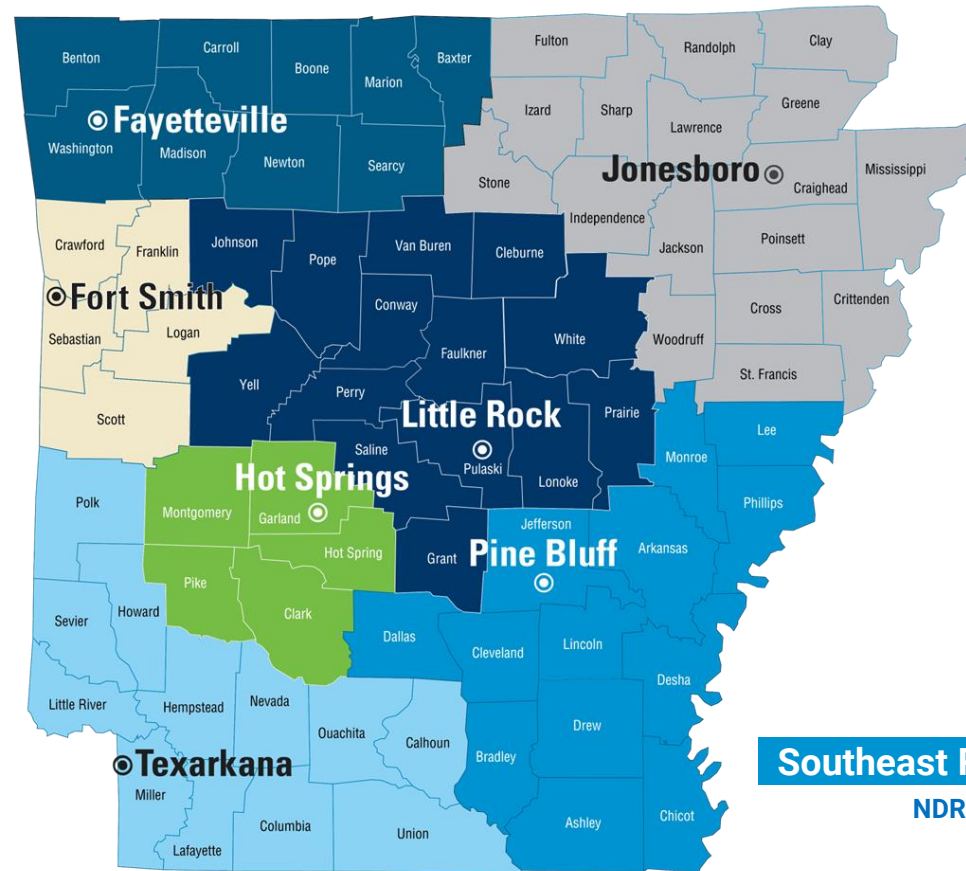 Fulton
Randolph
Clay
Benton
Carroll
Boone
Marion
Baxter
Izard
Sharp
Greene
Fayetteville
Lawrence
Washington
Madison
Newton
Searcy
Stone
Jonesboro
Craighead
Mississippi
Independence
Crawford
Franklin
Johnson
Pope
Van Buren
Cleburne
Jackson
Poinsett
Fort Smith
Conway
Cross
Crittenden
Sebastian
Logan
Faulkner
White
Woodruff
St. Francis
Scott
Yell
Perry
Little Rock
Prairie
Lee
Saline
Pulaski
Lonoke
Monroe
Hot Springs
Polk
Montgomery
Garland
Phillips
Hot Spring
Grant
Jefferson
Pine Bluff
Arkansas
Pike
Clark
Sevier
Howard
Dallas
Cleveland
Lincoln
Desha
Little River
Hempstead
Nevada
Ouachita
Calhoun
Drew
Bradley
Texarkana
Miller
Southeast
NDR
Columbia
Union
Ashley
Chicot
Lafayette